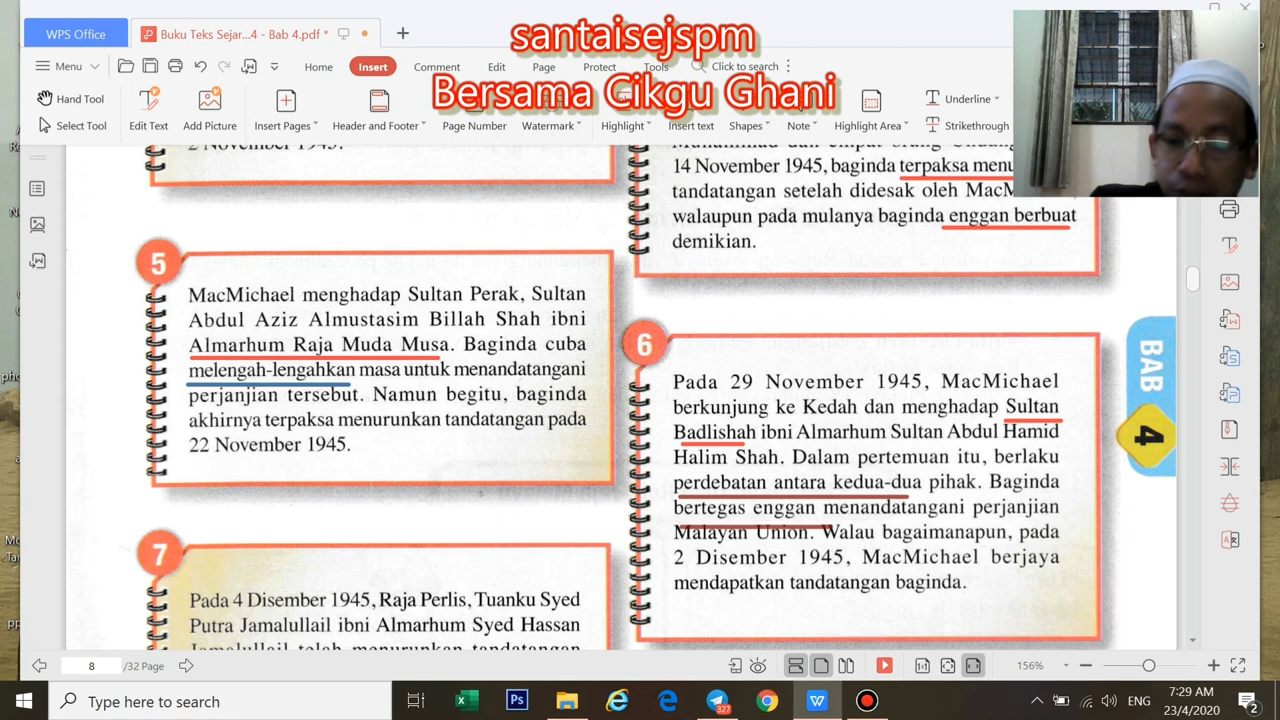 WPS Office
Buku Teks Sejar...4 - Bab 4.pdf *
santaisejspm
Bersama Cikgu Ghani
Menu
Home
Insert
Comment
Edit
Page
Protect
Tools
Click to search
Hand Tool
Select Tool
Edit Text
Add Picture
Insert Pages
Header and Footer
Page Number
Watermark
Highlight
Insert text
Shapes
Note
Highlight Area
Underline
Strikethrough
2 November 1945.
14 November 1945, baginda terpaksa
tandatangan setelah didesak oleh
walaupun pada mulanya baginda enggan berbuat
demikian.
5
MacMichael menghadap Sultan Perak, Sultan
Abdul Aziz Almustasim Billah Shah ibni
Almarhum Raja Muda Musa. Baginda cuba
melengah-lengahkan masa untuk menandatangani
perjanjian tersebut. Namun begitu, baginda
akhirnya terpaksa menurunkan tandatangan pada
22 November 1945.
6
Pada 29 November 1945, MacMichael
berkunjung ke Kedah dan menghadap Sultan
Badlishah ibni Almarhum Sultan Abdul Hamid
Halim Shah. Dalam pertemuan itu, berlaku
perdebatan antara kedua-dua pihak. Baginda
bertegas enggan menandatangani perjanjian
Malayan Union. Walau bagaimanapun, pada
2 Disember 1945, MacMichael berjaya
mendapatkan tandatangan baginda.
BAB
4
7
Pada 4 Disember 1945, Raja Perlis, Tuanku Syed
Putra Jamalullail ibni Almarhum Syed Hassan
Jamalullail telah menurunkan tandatangan
8
/32 Page
156%
Type here to search
327
ENG
7:29 AM
23/4/2020
2